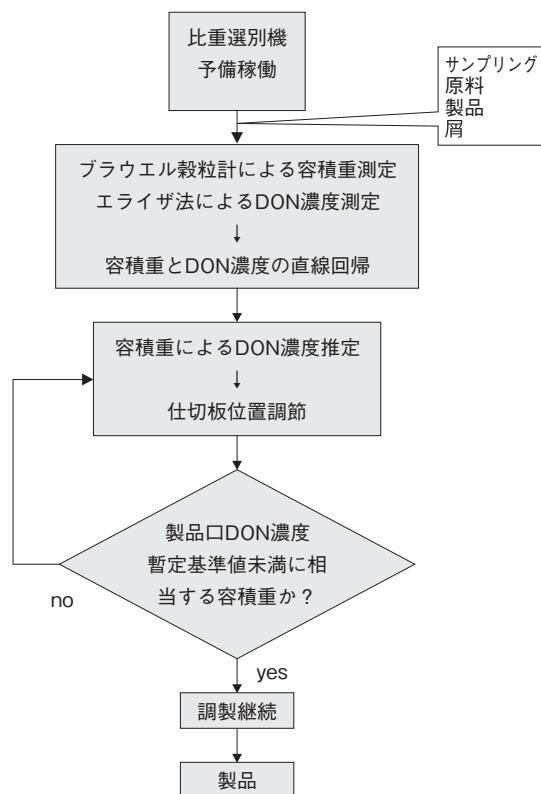 比重選別機
予備稼働
サンプリング
原料
製品
屑
ブラウエル穀粒計による容積重測定
エライザ法によるDON濃度測定
↓
容積重とDON濃度の直線回帰
容積重によるDON濃度推定
↓
仕切板位置調節
製品口DON濃度
暫定基準値未満に相
当する容積重か？
no
yes
調製継続
製品